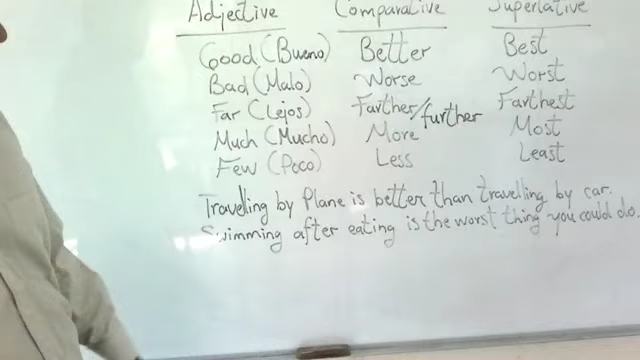 Adjective Comparative Superlative
Good (Bueno) Better Best
Bad (Malo) Worse Worst
Far (Lejos) Farther/further Farthest
Much (Mucho) More Most
Few (Poco) Less Least
Travelling by Plane is better than travelling by car.
Swimming after eating is the worst thing you could do.